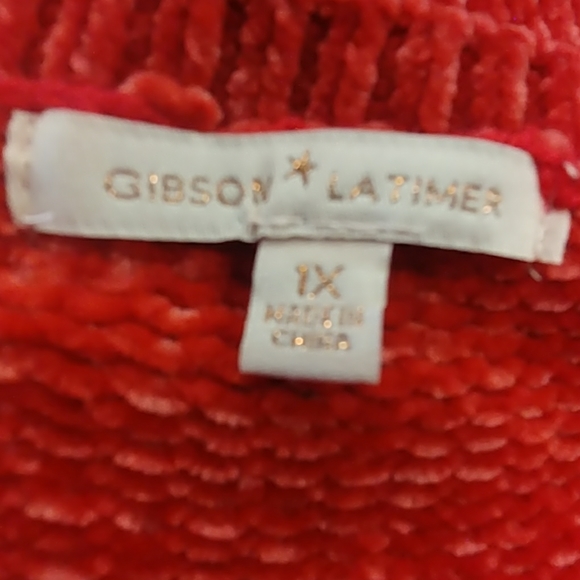 GIBSON ★ LATIMER
1X
MADE IN
CHINA